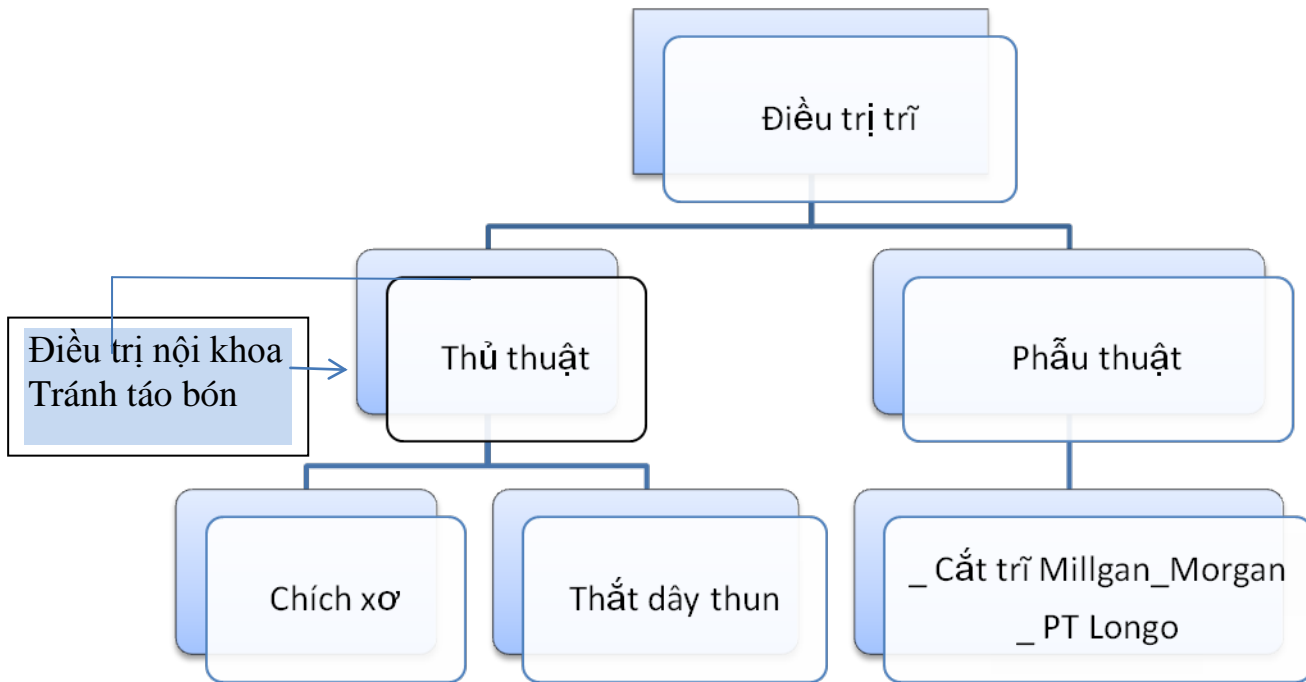 Điều trị trĩ
Điều trị nội khoa
Tránh táo bón
Thủ thuật
Phẫu thuật
Chích xơ
Thắt dây thun
_ Cắt trĩ Millgan_Morgan
_ PT Longo